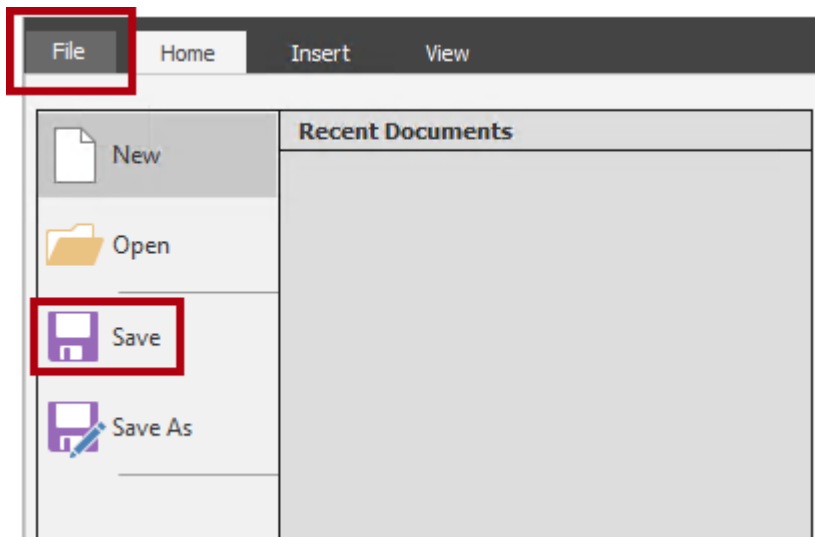 File Home Insert View
Recent Documents
New
Open
Save
Save As